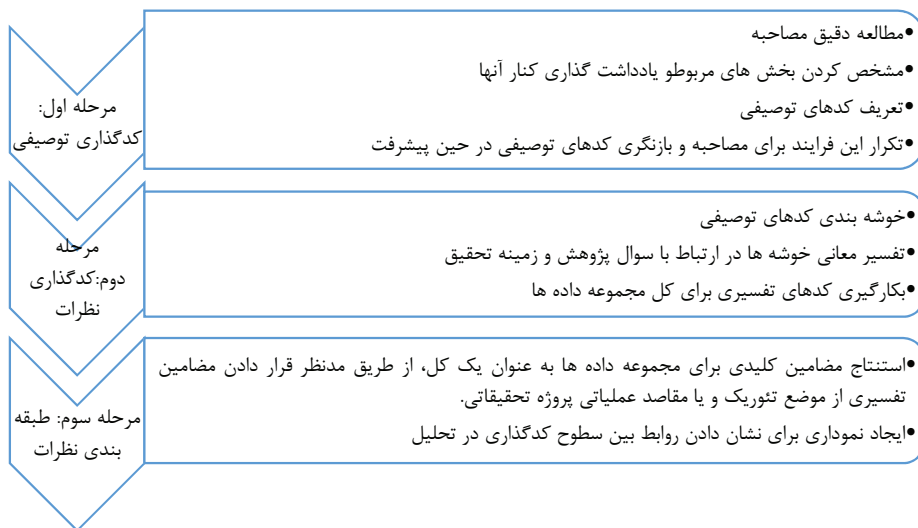 مرحله اول:
کدگذاری توصیفی
•مطالعه دقیق مصاحبه
•مشخص کردن بخش های مربوطو یادداشت گذاری کنار آنها
•تعریف کدهای توصیفی
•تکرار این فرایند برای مصاحبه و بازنگری کدهای توصیفی در حین پیشرفت
مرحله
دوم:کدگذاری
نظرات
•خوشه بندی کدهای توصیفی
•تفسیر معانی خوشه ها در ارتباط با سوال پژوهش و زمینه تحقیق
•بکارگیری کدهای تفسیری برای کل مجموعه داده ها
مرحله سوم: طبقه
بندی نظرات
•استنتاج مضامین کلیدی برای مجموعه داده ها به عنوان یک کل، از طریق مدنظر قرار دادن مضامین
تفسیری از موضع تئوریک و یا مقاصد عملیاتی پروژه تحقیقاتی.
•ایجاد نموداری برای نشان دادن روابط بین سطوح کدگذاری در تحلیل